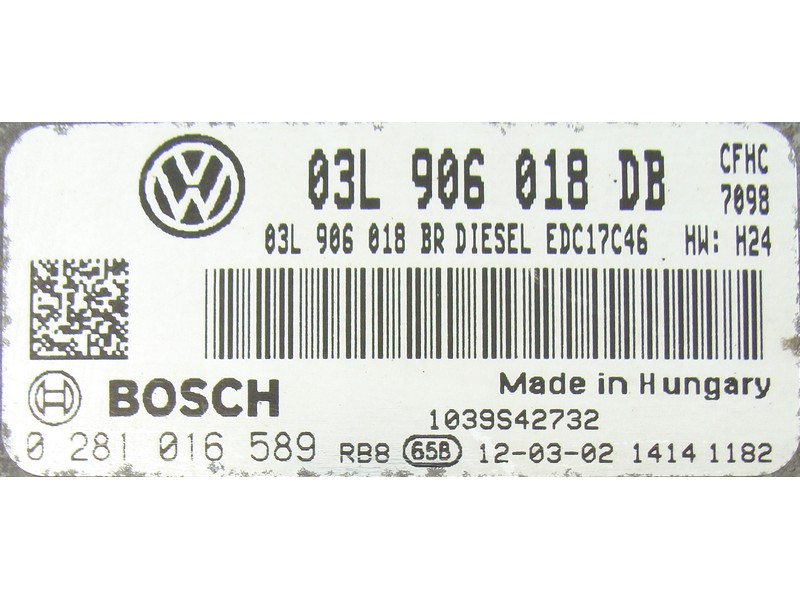 03L 906 018 DB
CFHC
7098
03L 906 018 BR DIESEL EDC17C46 HW: H24
Made in Hungary
BOSCH
1039S42732
0 281 016 589 RB8 65B 12-03-02 1414 1182